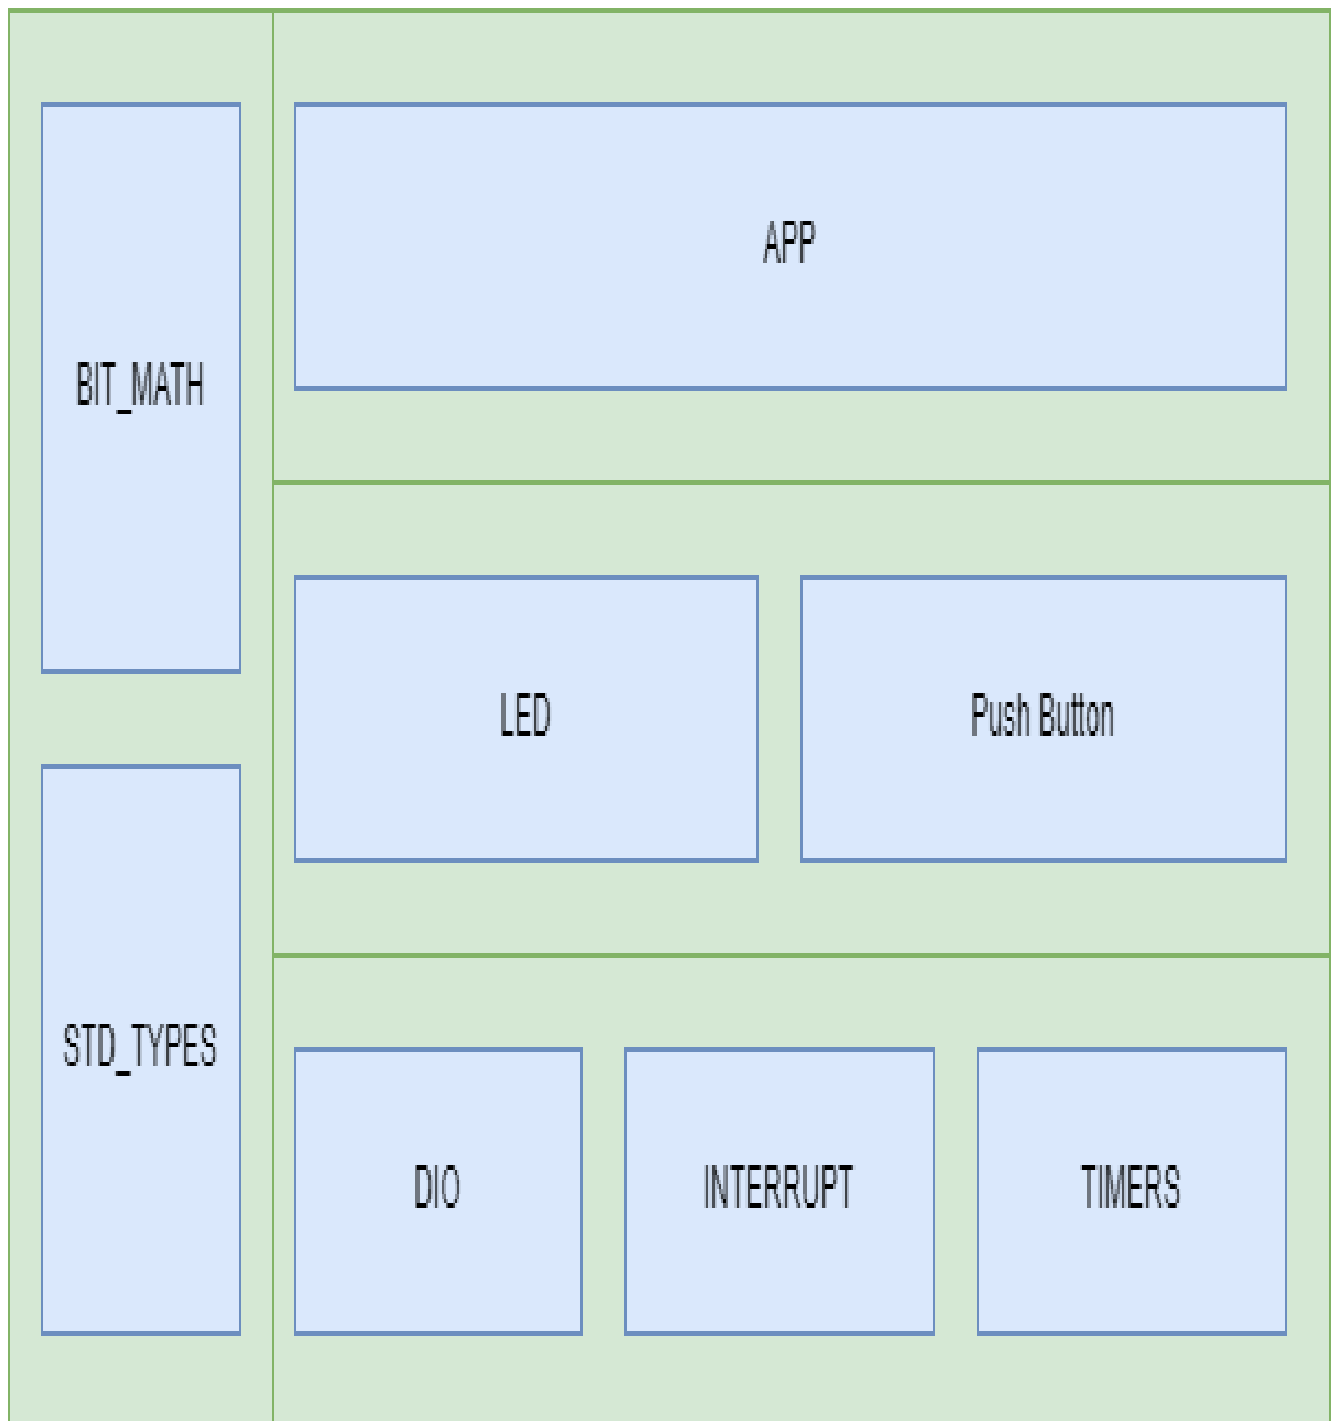 BIT_MATH
STD_TYPES
APP
LED
Push Button
DIO
INTERRUPT
TIMERS